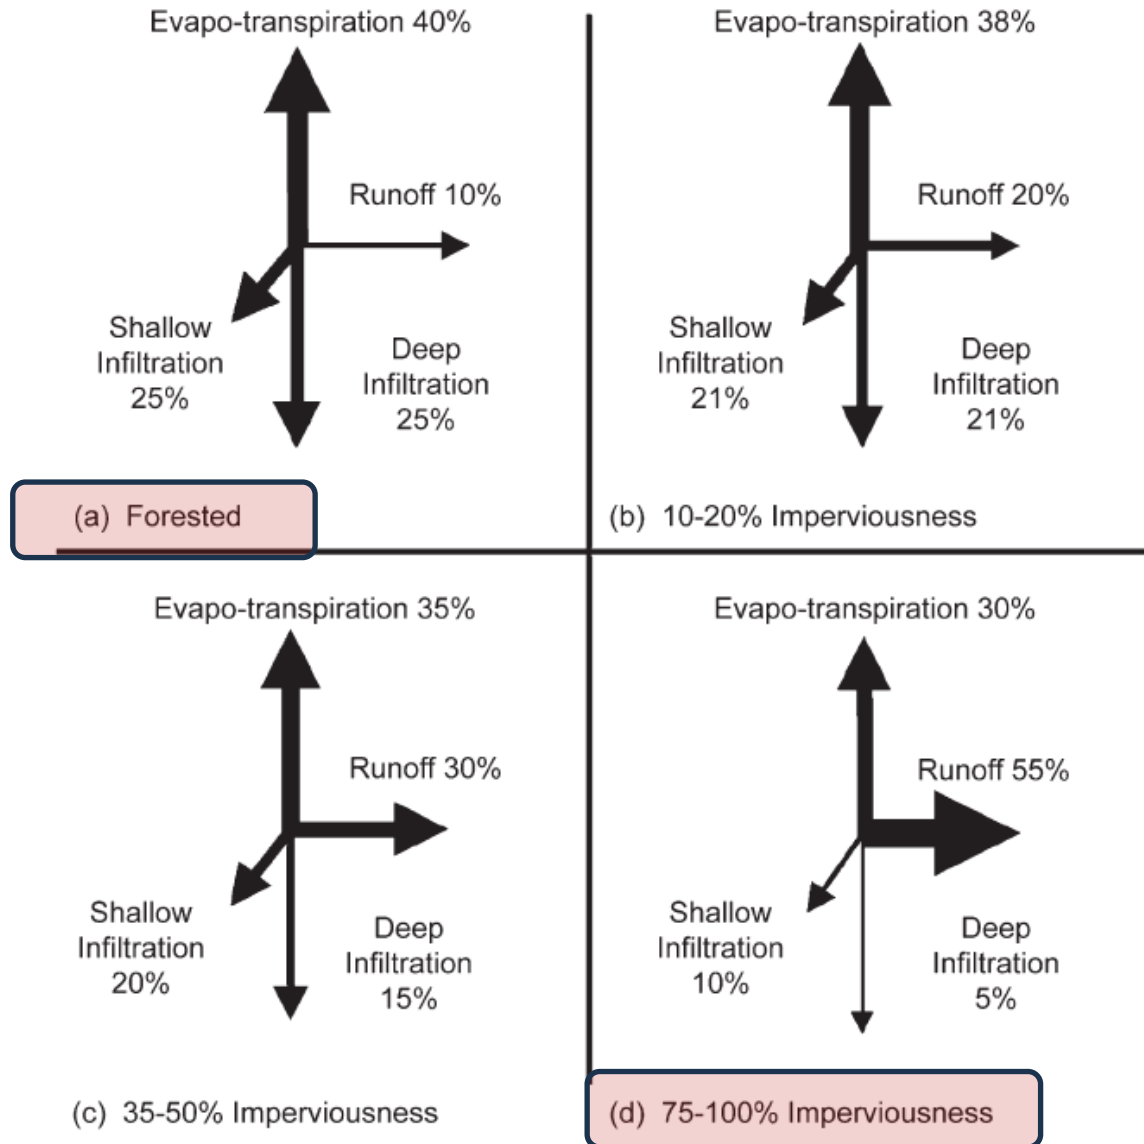 Evapo-transpiration 40%
Runoff 10%
Shallow
Infiltration
25%
Deep
Infiltration
25%
(a) Forested
Evapo-transpiration 38%
Runoff 20%
Shallow
Infiltration
21%
Deep
Infiltration
21%
(b) 10-20% Imperviousness
Evapo-transpiration 35%
Runoff 30%
Shallow
Infiltration
20%
Deep
Infiltration
15%
(c) 35-50% Imperviousness
Evapo-transpiration 30%
Runoff 55%
Shallow
Infiltration
10%
Deep
Infiltration
5%
(d) 75-100% Imperviousness